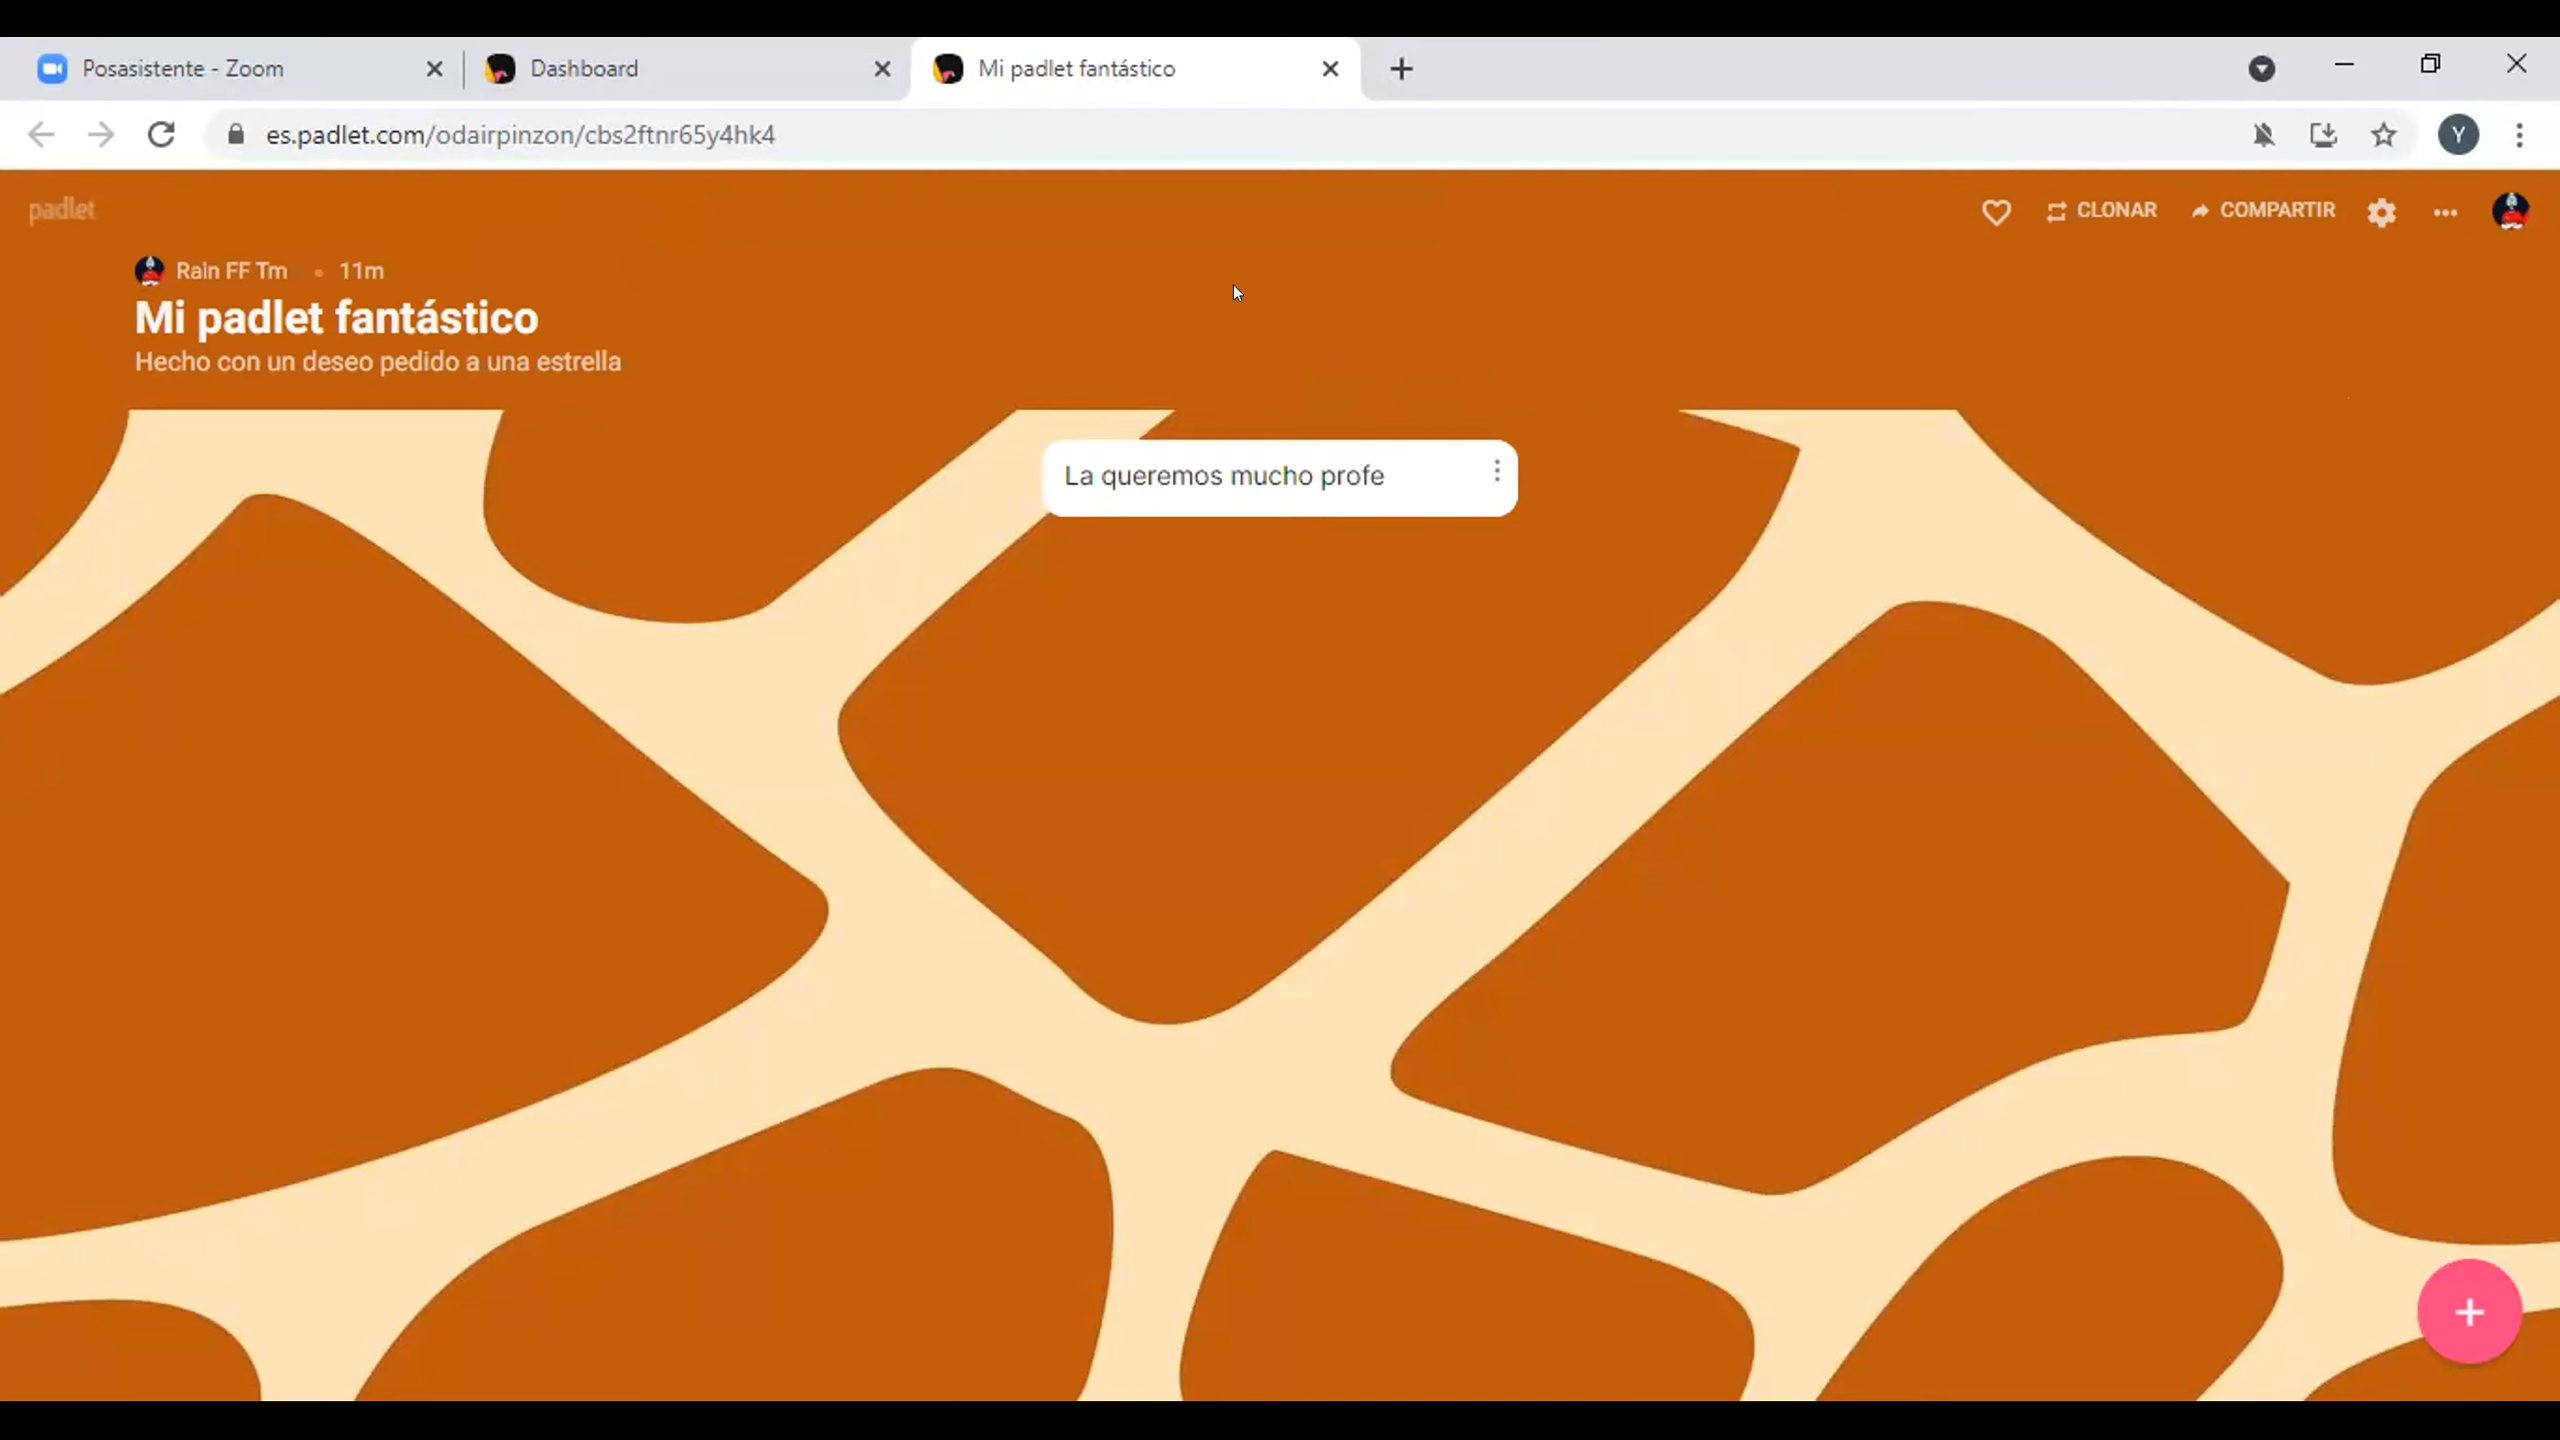 Posasistente - Zoom
Dashboard
Mi padlet fantástico
es.padlet.com/odairpinzon/cbs2ftnr65y4hk4
Y
padlet
CLONAR
COMPARTIR
Rain FF Tm • 11m
Mi padlet fantástico
Hecho con un deseo pedido a una estrella
La queremos mucho profe